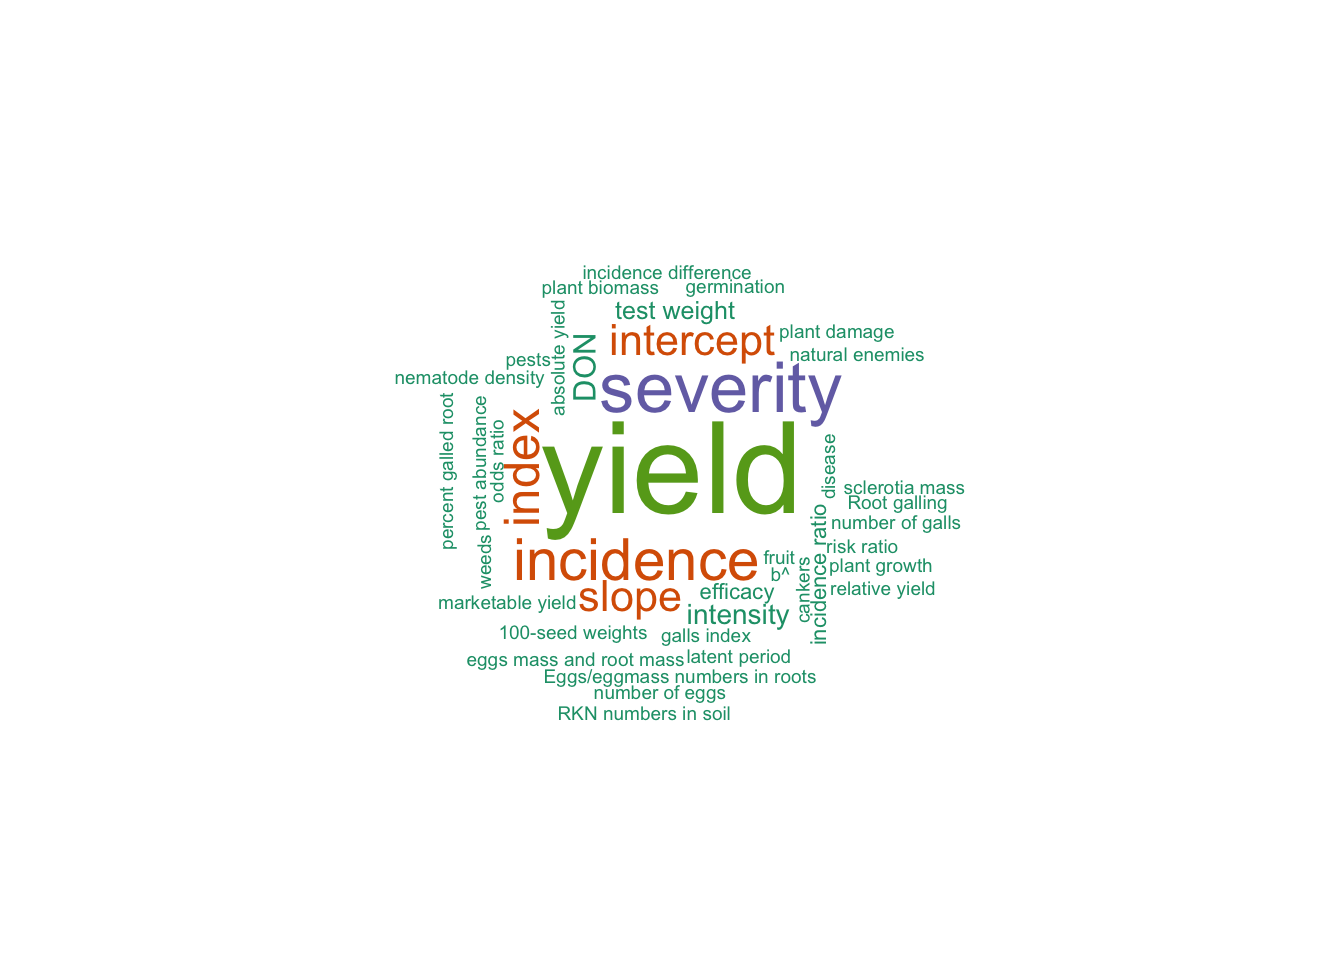 incidence difference
plant biomass
germination
absolute yield
DON
test weight
intercept
plant damage
natural enemies
pests
nematode density
severity
percent galled root
pest abundance
odds ratio
index
yield
disease
sclerotia mass
Root galling
number of galls
weeds
incidence
fruit
b^
cankers
incidence ratio
risk ratio
plant growth
relative yield
marketable yield
slope
efficacy
intensity
100-seed weights
galls index
eggs mass and root mass
latent period
Eggs/eggmass numbers in roots
number of eggs
RKN numbers in soil